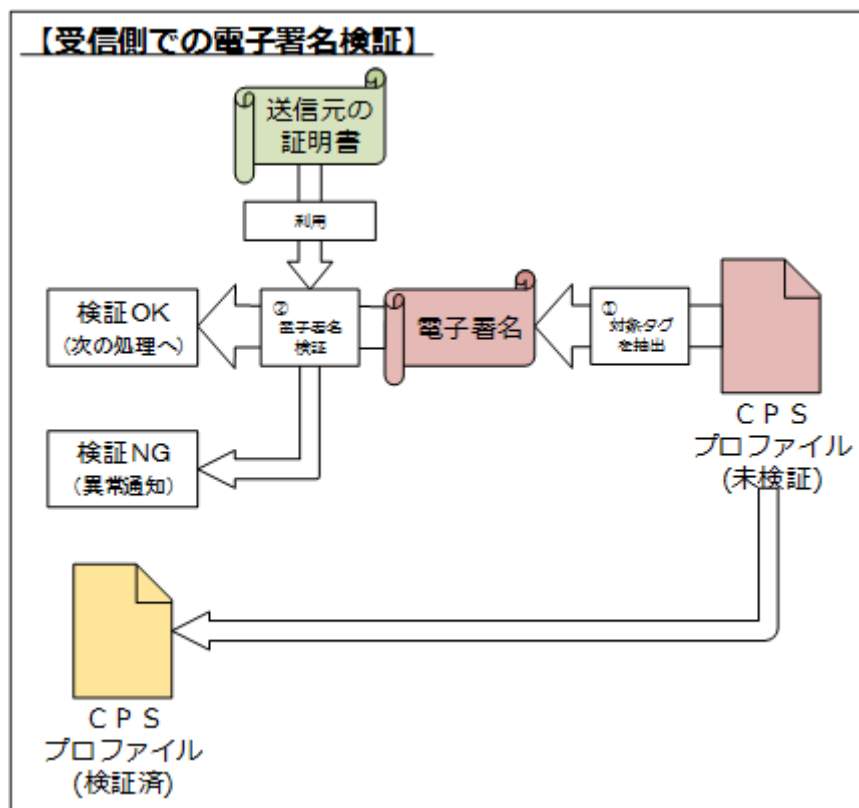 【受信側での電子署名検証】
送信元の
証明書
利用
検証OK
(次の処理へ)
②
電子署名
検証
電子署名
①
対象タグ
を抽出
CPS
プロファイル
(未検証)
検証NG
(異常通知)
CPS
プロファイル
(検証済)